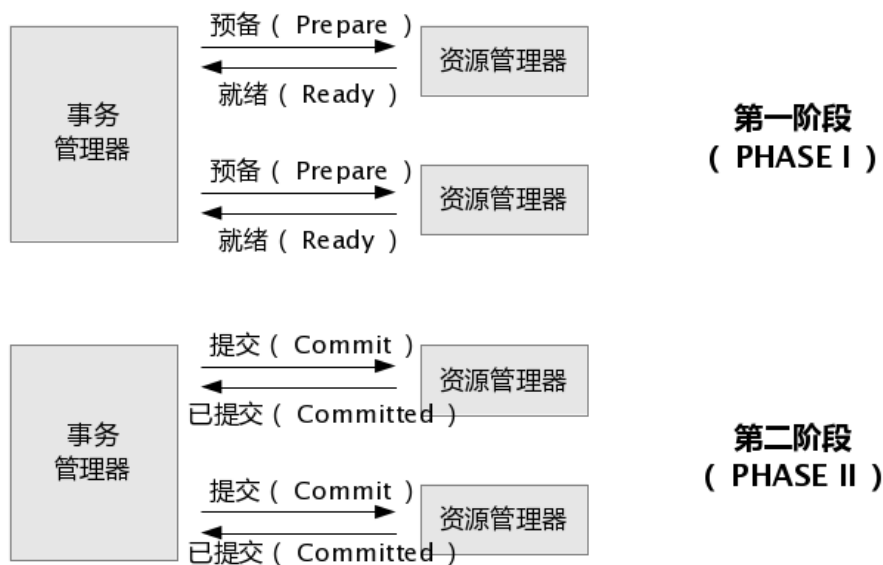 预备（ Prepare ）
资源管理器
就绪（ Ready ）
事务
管理器
预备（ Prepare ）
资源管理器
就绪（ Ready ）
第一阶段
（ PHASE I ）
提交（ Commit ）
资源管理器
已提交（ Committed ）
事务
管理器
提交（ Commit ）
资源管理器
已提交（ Committed ）
第二阶段
（ PHASE II ）